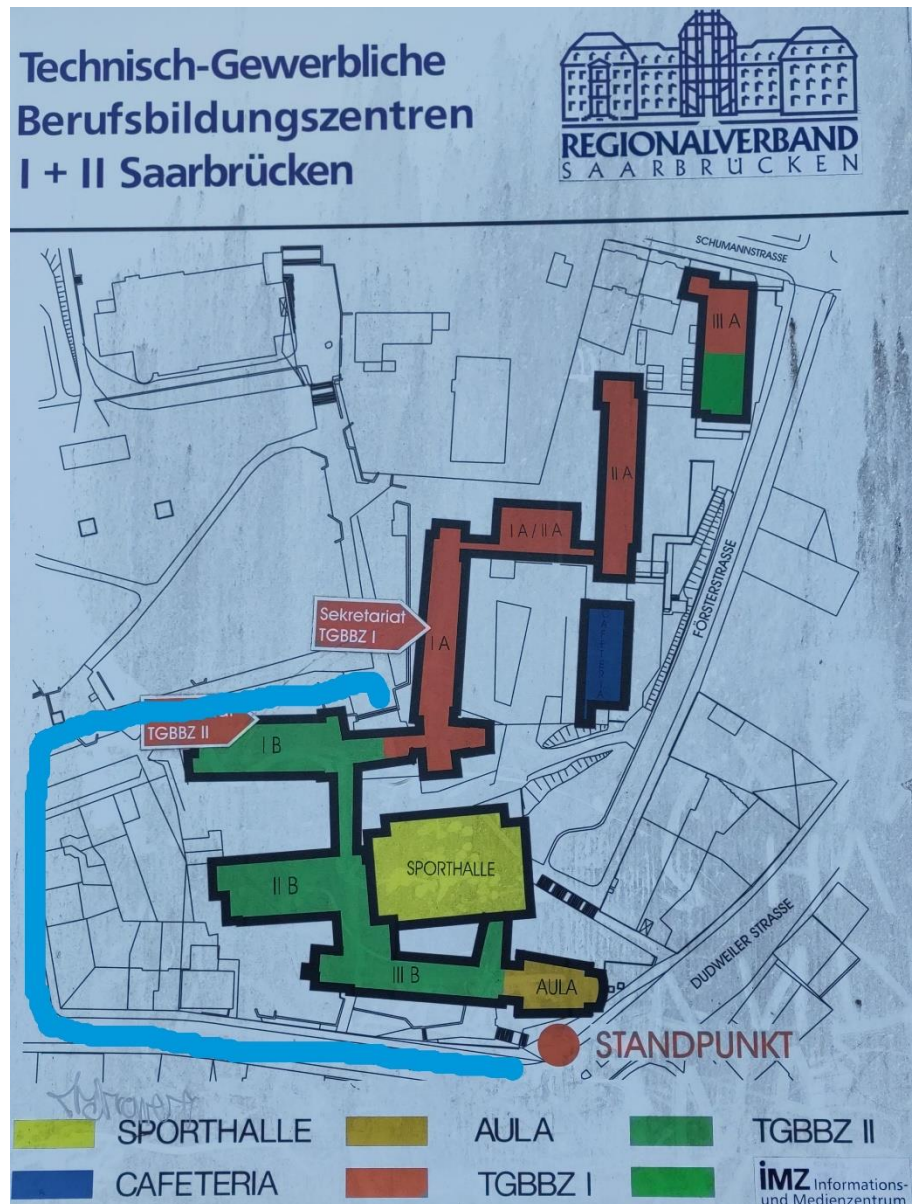 Technisch-Gewerbliche
Berufsbildungszentren
I + II Saarbrücken
REGIONALVERBAND
SAARBRÜCKEN
SCHUMANNSTRASSE
III A
II A
I A / II A
FÖRSTERSTRASSE
Sekretariat
TGBBZ I
I A
CAFETERIA
TGBBZ II
I B
SPORTHALLE
II B
DUDWEILER STRASSE
III B
AULA
STANDPUNKT
SPORTHALLE
AULA
TGBBZ II
CAFETERIA
TGBBZ I
iMZ Informations-
und Medienzentrum